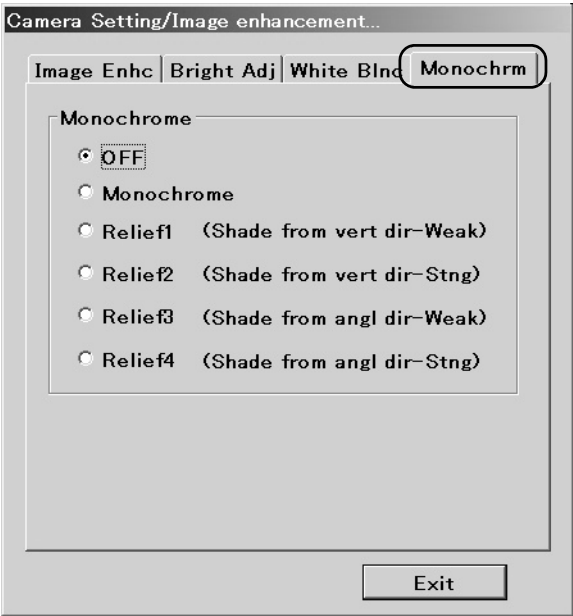 Camera Setting/Image enhancement...
Image Enhc Bright Adj White Blnc Monochrm
Monochrome
OFF
Monochrome
Relief1 (Shade from vert dir-Weak)
Relief2 (Shade from vert dir-Stng)
Relief3 (Shade from angl dir-Weak)
Relief4 (Shade from angl dir-Stng)
Exit